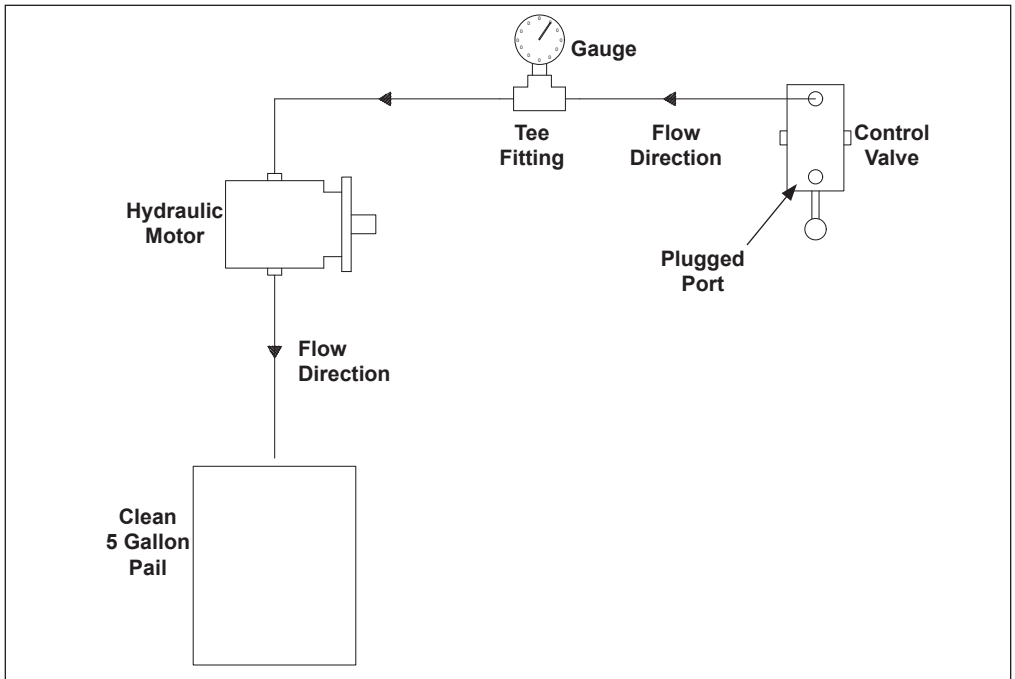 Gauge
Tee
Fitting
Flow
Direction
Control
Valve
Hydraulic
Motor
Plugged
Port
Flow
Direction
Clean
5 Gallon
Pail